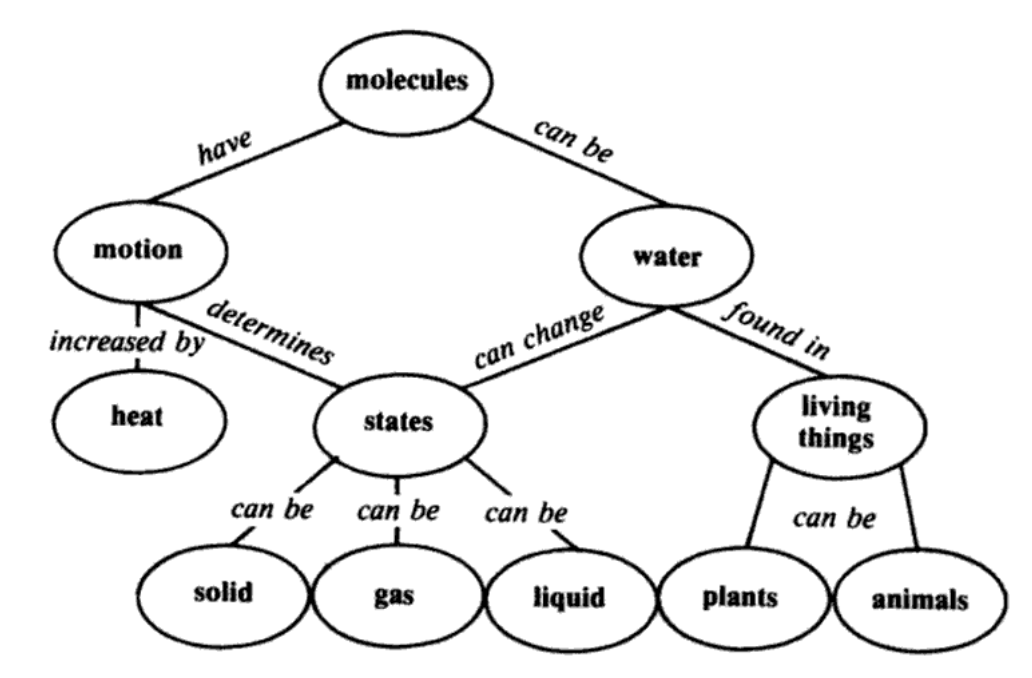 molecules
have
can be
motion
water
determines
found in
increased by
can change
heat
states
living
things
can be
can be
can be
can be
solid
gas
liquid
plants
animals